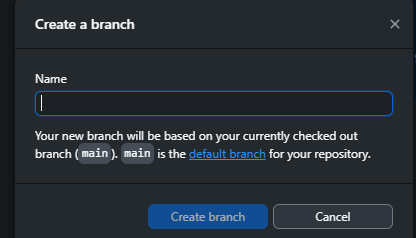 Create a branch
Name
Your new branch will be based on your currently checked out
branch (main). main is the default branch for your repository.
Create branch
Cancel